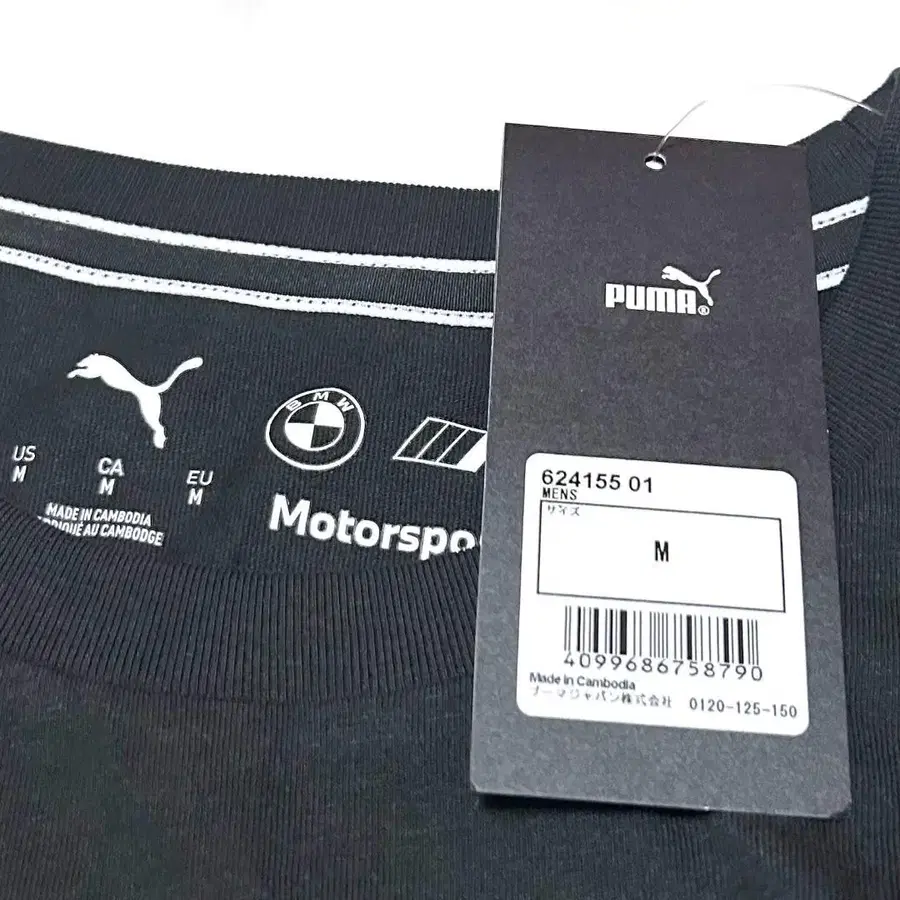 US
M
CA
M
EU
M
MADE IN CAMBODIA
AU CAMBODGE
BMW
Motorspo
PUMA®
624155 01
MENS
サイズ
M
4099686758790
Made in Cambodia
プーマジャパン株式会社 0120-125-150